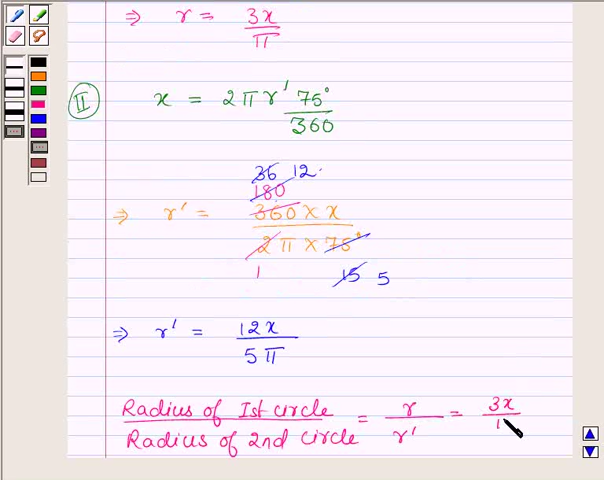 ⇒ r = 3x / π
II x = 2πr' 75° / 360
36 12
180
⇒ r' = 360 × x / 2π × 75°
1 15 5
⇒ r' = 12x / 5π
Radius of Ist circle / Radius of 2nd circle = r / r' = 3x